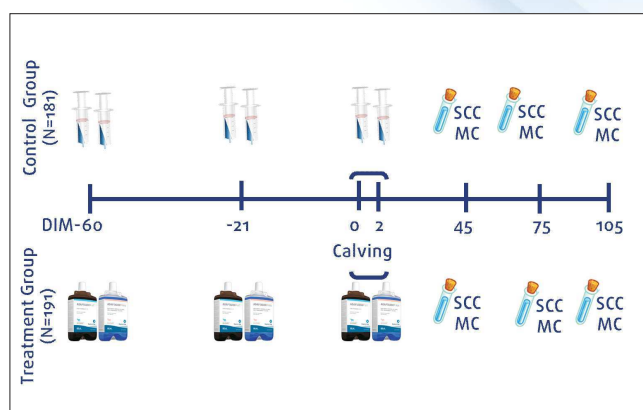 Control Group
(N=181)
SCC
MC
SCC
MC
SCC
MC
DIM-60
-21
0
2
45
75
105
Calving
Treatment Group
(N=191)
SCC
MC
SCC
MC
SCC
MC